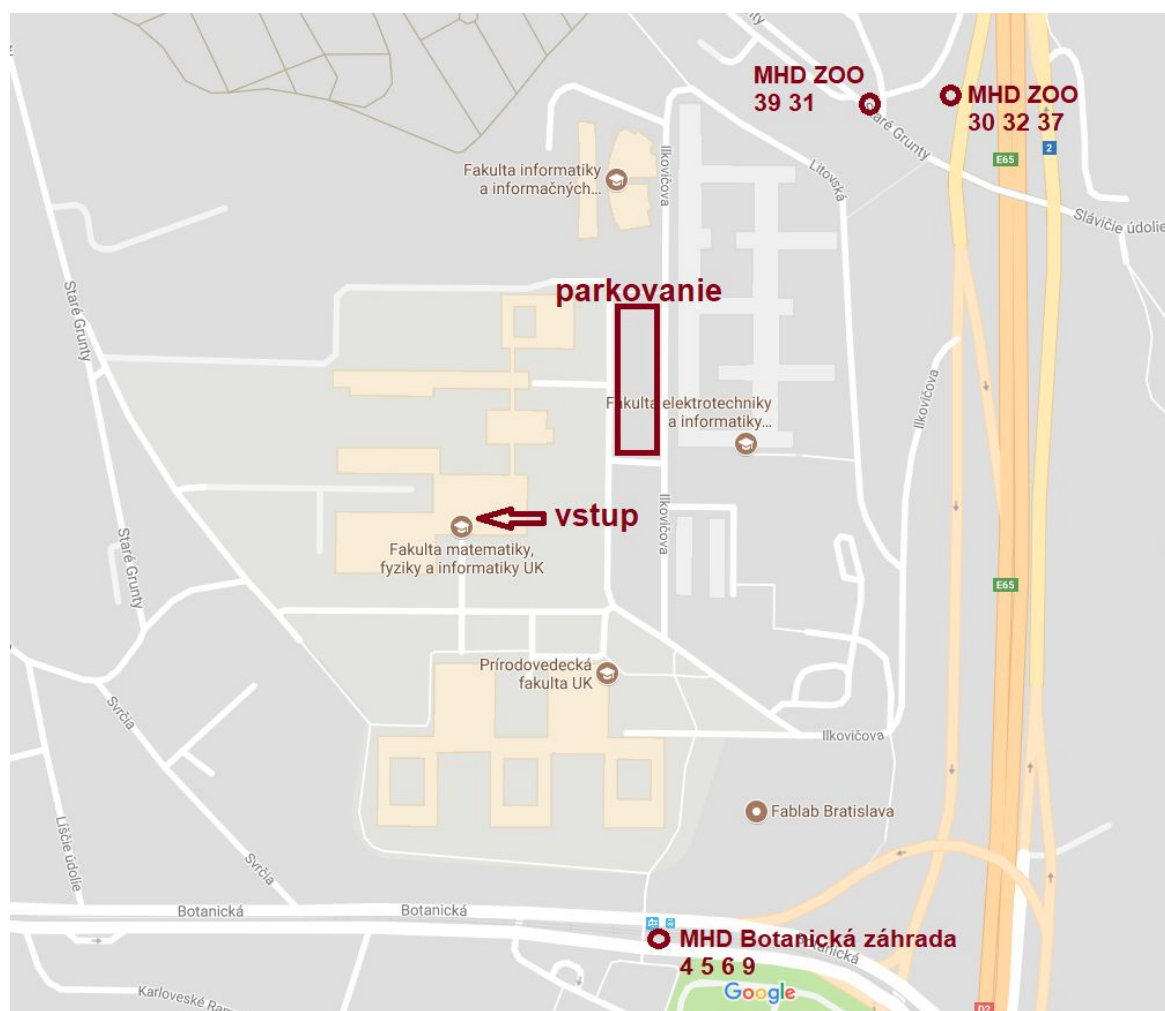 MHD ZOO
39 31
MHD ZOO
30 32 37
Staré Grunty
E65
2
Fakulta informatiky
a informačných...
Ilkovičova
Litovská
Slávičie údolie
Staré Grunty
parkovanie
Fakulta elektrotechniky
a informatiky...
Ilkovičova
Ilkovičova
vstup
Fakulta matematiky,
fyziky a informatiky UK
Staré Grunty
E65
Prírodovedecká
fakulta UK
Svrčia
Ilkovičova
Fablab Bratislava
Líščie údolie
Svrčia
Botanická
Botanická
Botanická
MHD Botanická záhrada
4 5 6 9
Google
Karloveské Ram
D2